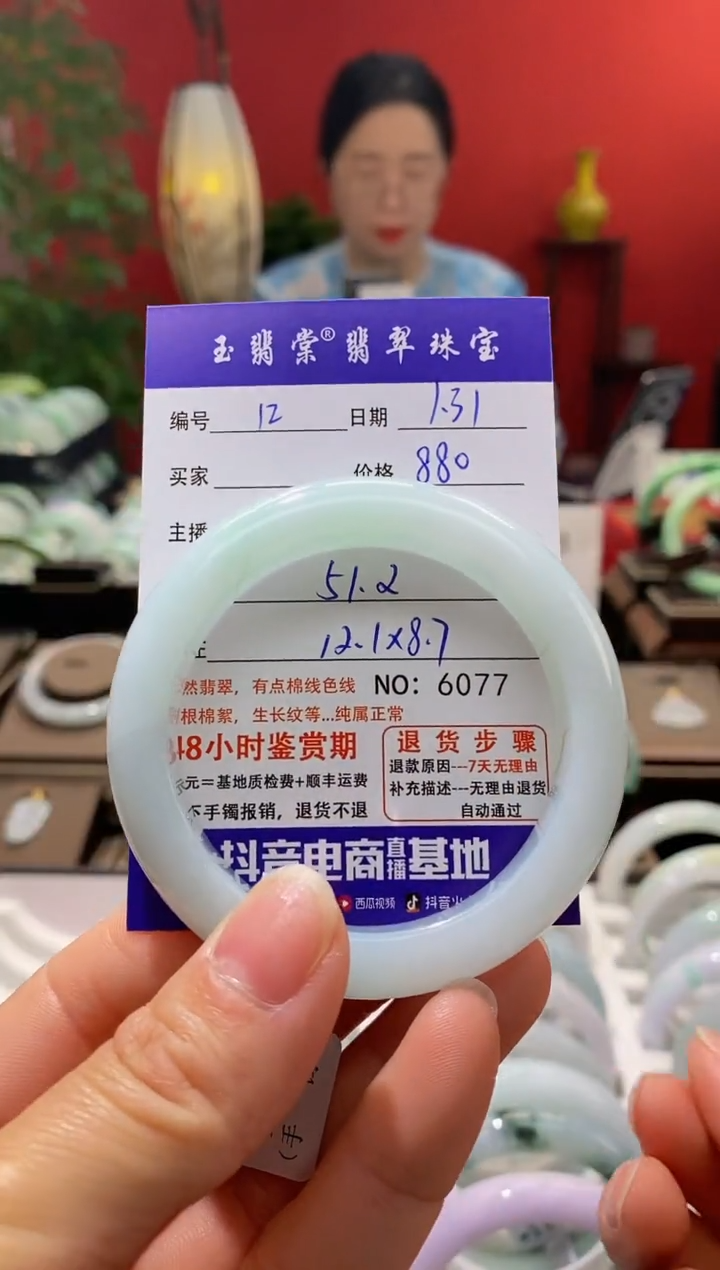 玉翡棠®翡翠珠宝
编号 12 日期 1.31
买家 价格 880
主播
51.2
12.1×8.7
然翡翠，有点棉线色线 NO：6077
根棉絮，生长纹等...纯属正常
48小时鉴赏期
元＝基地质检费+顺丰运费
下手镯报销，退货不退
退货步骤
退款原因---7天无理由
补充描述---无理由退货
自动通过
抖音电商直播基地
西瓜视频 抖音火
(手